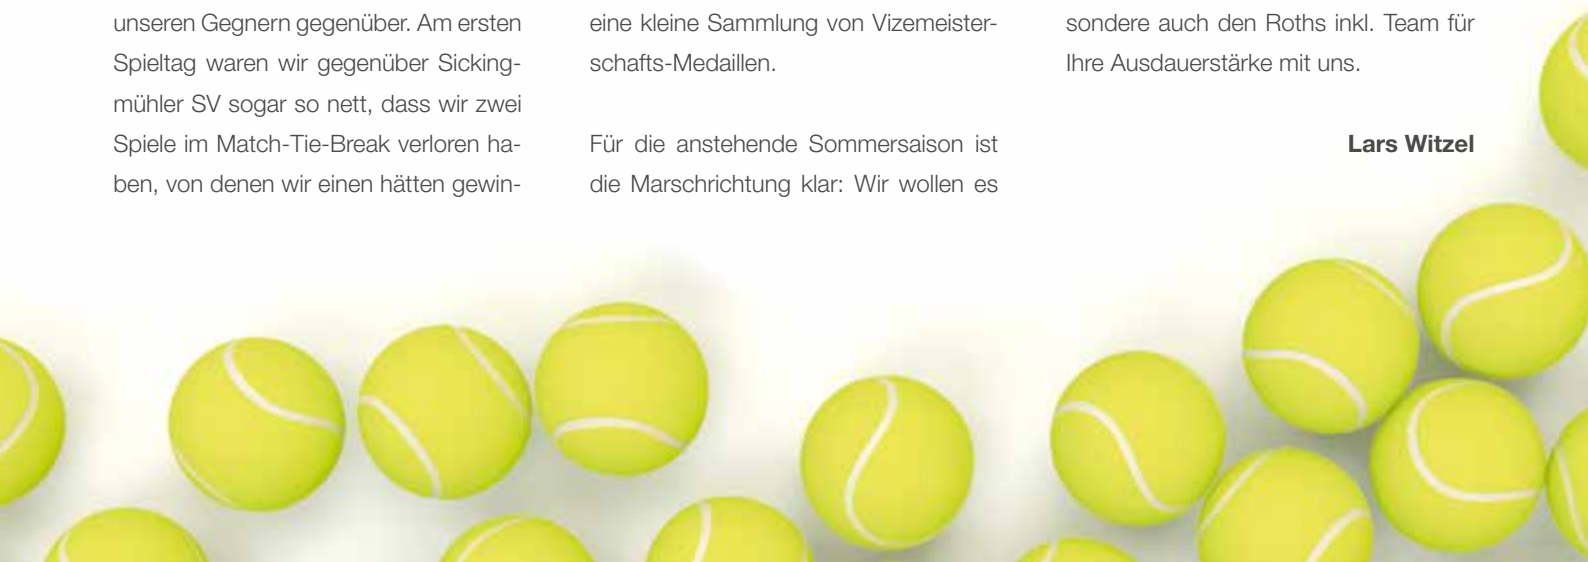 unseren Gegnern gegenüber. Am ersten
Spieltag waren wir gegenüber Sicking-
mühler SV sogar so nett, dass wir zwei
Spiele im Match-Tie-Break verloren ha-
ben, von denen wir einen hätten gewin-
eine kleine Sammlung von Vizemeister-
schafts-Medaillen.
Für die anstehende Sommersaison ist
die Marschrichtung klar: Wir wollen es
sondere auch den Roths inkl. Team für
Ihre Ausdauerstärke mit uns.
Lars Witzel